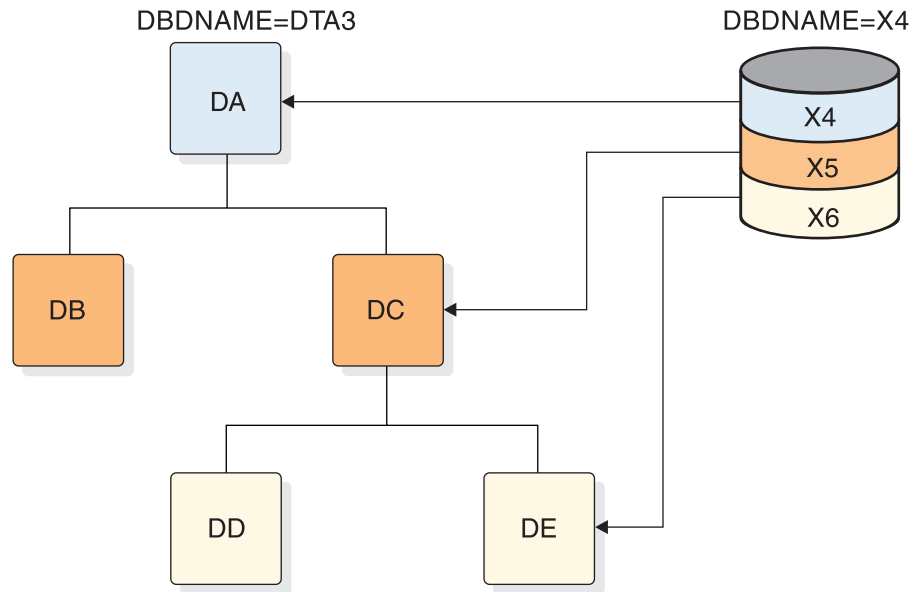 DBDNAME=DTA3
DBDNAME=X4
DA
X4
X5
X6
DB
DC
DD
DE